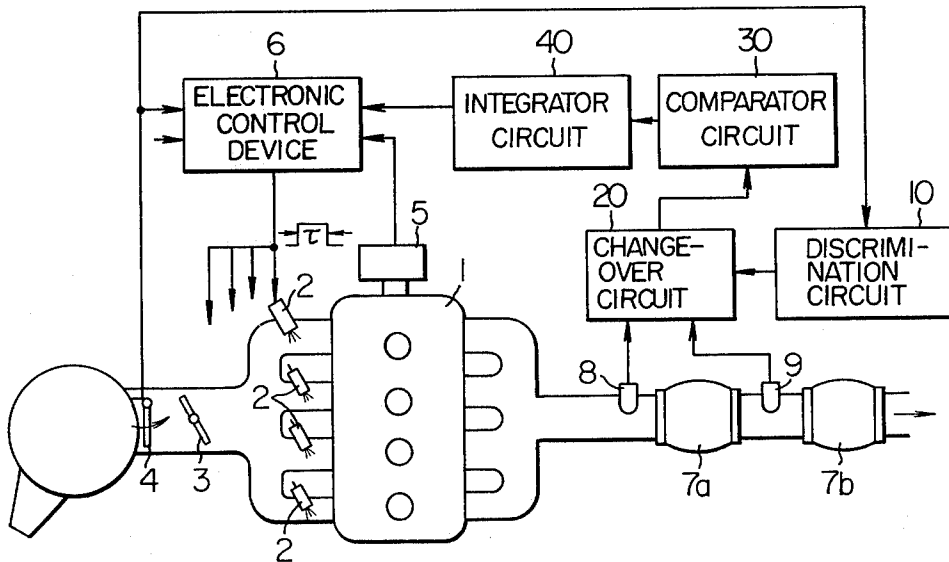 6
40
30
ELECTRONIC
CONTROL
DEVICE
INTEGRATOR
CIRCUIT
COMPARATOR
CIRCUIT
20
10
CHANGE-
OVER
CIRCUIT
DISCRIMI-
NATION
CIRCUIT
τ
5
2
1
8
9
2
4
3
2
7a
7b